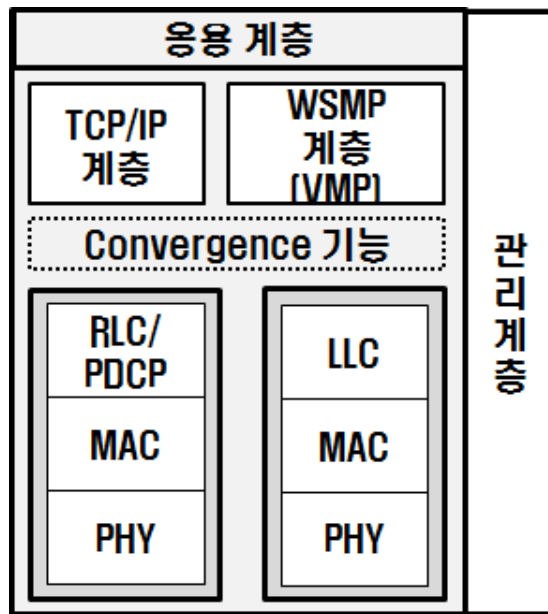 응용 계층
TCP/IP
계층
WSMP
계층
(VMP)
Convergence 기능
RLC/
PDCP
MAC
PHY
LLC
MAC
PHY
관
리
계
층